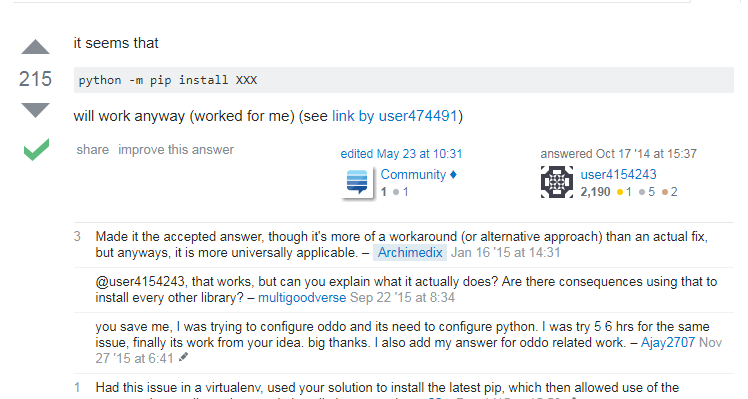 it seems that
215
python -m pip install XXX
will work anyway (worked for me) (see link by user474491)
share improve this answer
edited May 23 at 10:31
Community ♦
1 ● 1
answered Oct 17 '14 at 15:37
user4154243
2,190 ● 1 ● 5 ● 2
3 Made it the accepted answer, though it's more of a workaround (or alternative approach) than an actual fix,
but anyways, it is more universally applicable. – Archimedix Jan 16 '15 at 14:31
@user4154243, that works, but can you explain what it actually does? Are there consequences using that to
install every other library? – multigoodverse Sep 22 '15 at 8:34
you save me, I was trying to configure oddo and its need to configure python. I was try 5 6 hrs for the same
issue, finally its work from your idea. big thanks. I also add my answer for oddo related work. – Ajay2707 Nov
27 '15 at 6:41
1 Had this issue in a virtualenv, used your solution to install the latest pip, which then allowed use of the